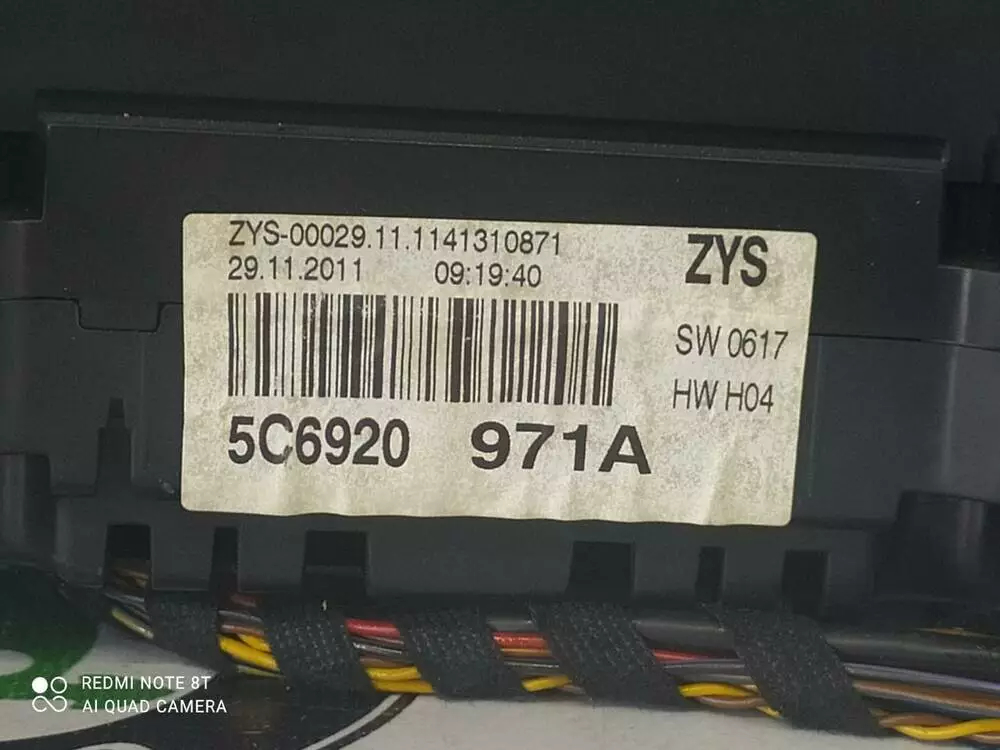 ZYS-00029.11.1141310871
29.11.2011 09:19:40
ZYS
SW 0617
HW H04
5C6920 971A
REDMI NOTE 8T
AI QUAD CAMERA